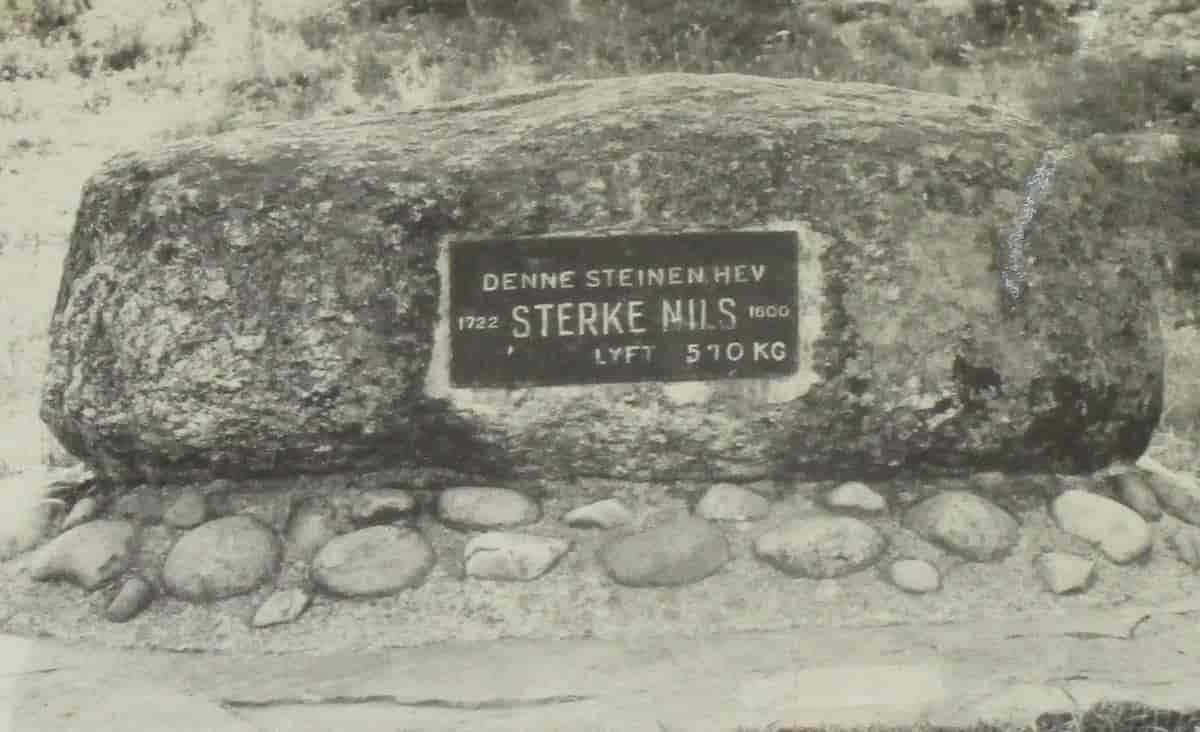 DENNE STEINEN HEV
1722 STERKE NILS 1800
LYFT 570 KG